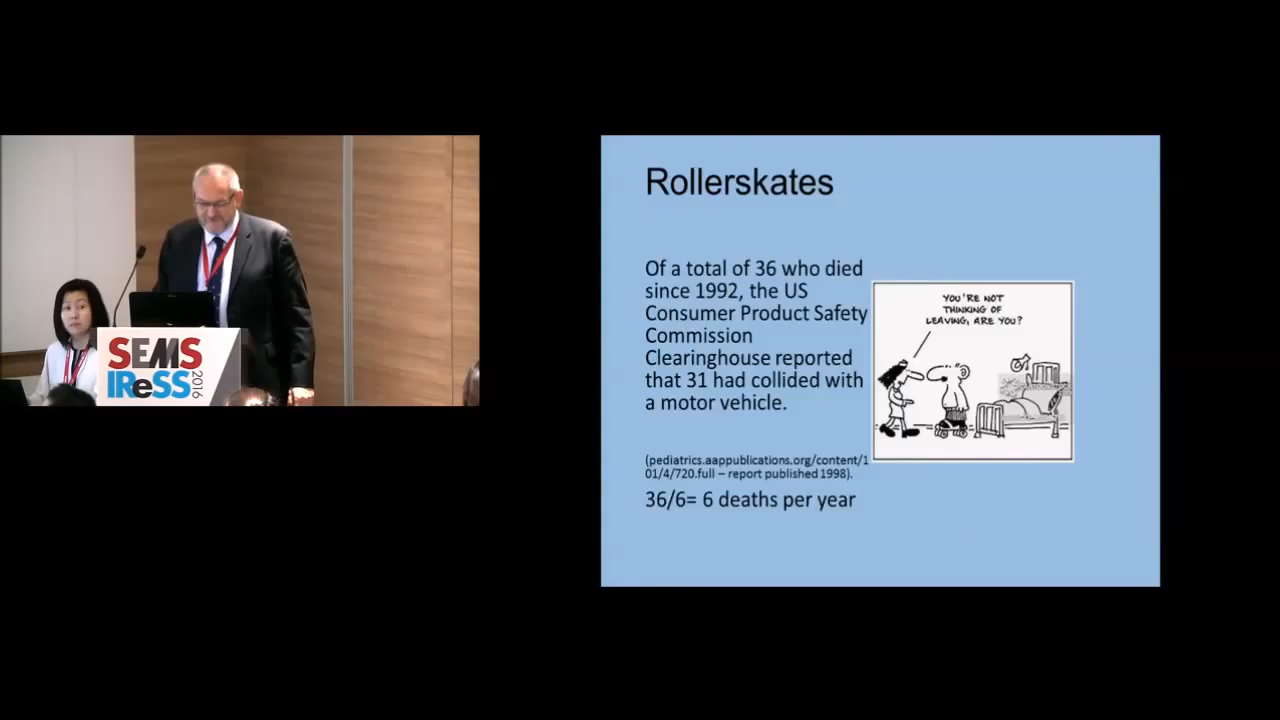 SEMS
IReSS
2016
Rollerskates
Of a total of 36 who died
since 1992, the US
Consumer Product Safety
Commission
Clearinghouse reported
that 31 had collided with
a motor vehicle.
(pediatrics.aappublications.org/content/1
01/4/720.full – report published 1998).
36/6= 6 deaths per year
YOU'RE NOT
THINKING OF
LEAVING, ARE YOU?